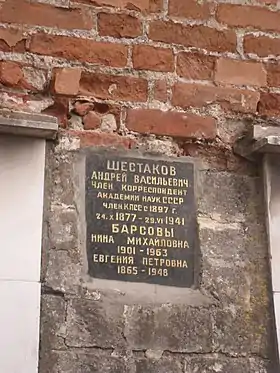 ШЕСТАКОВ
АНДРЕЙ ВАСИЛЬЕВИЧ
ЧЛЕН КОРРЕСПОНДЕНТ
АКАДЕМИИ НАУК СССР
ЧЛЕН КПСС С 1897 Г.
24.X 1877 - 29.VI 1941
БАРСОВЫ
НИНА МИХАЙЛОВНА
1901 - 1963
ЕВГЕНИЯ ПЕТРОВНА
1865 - 1948